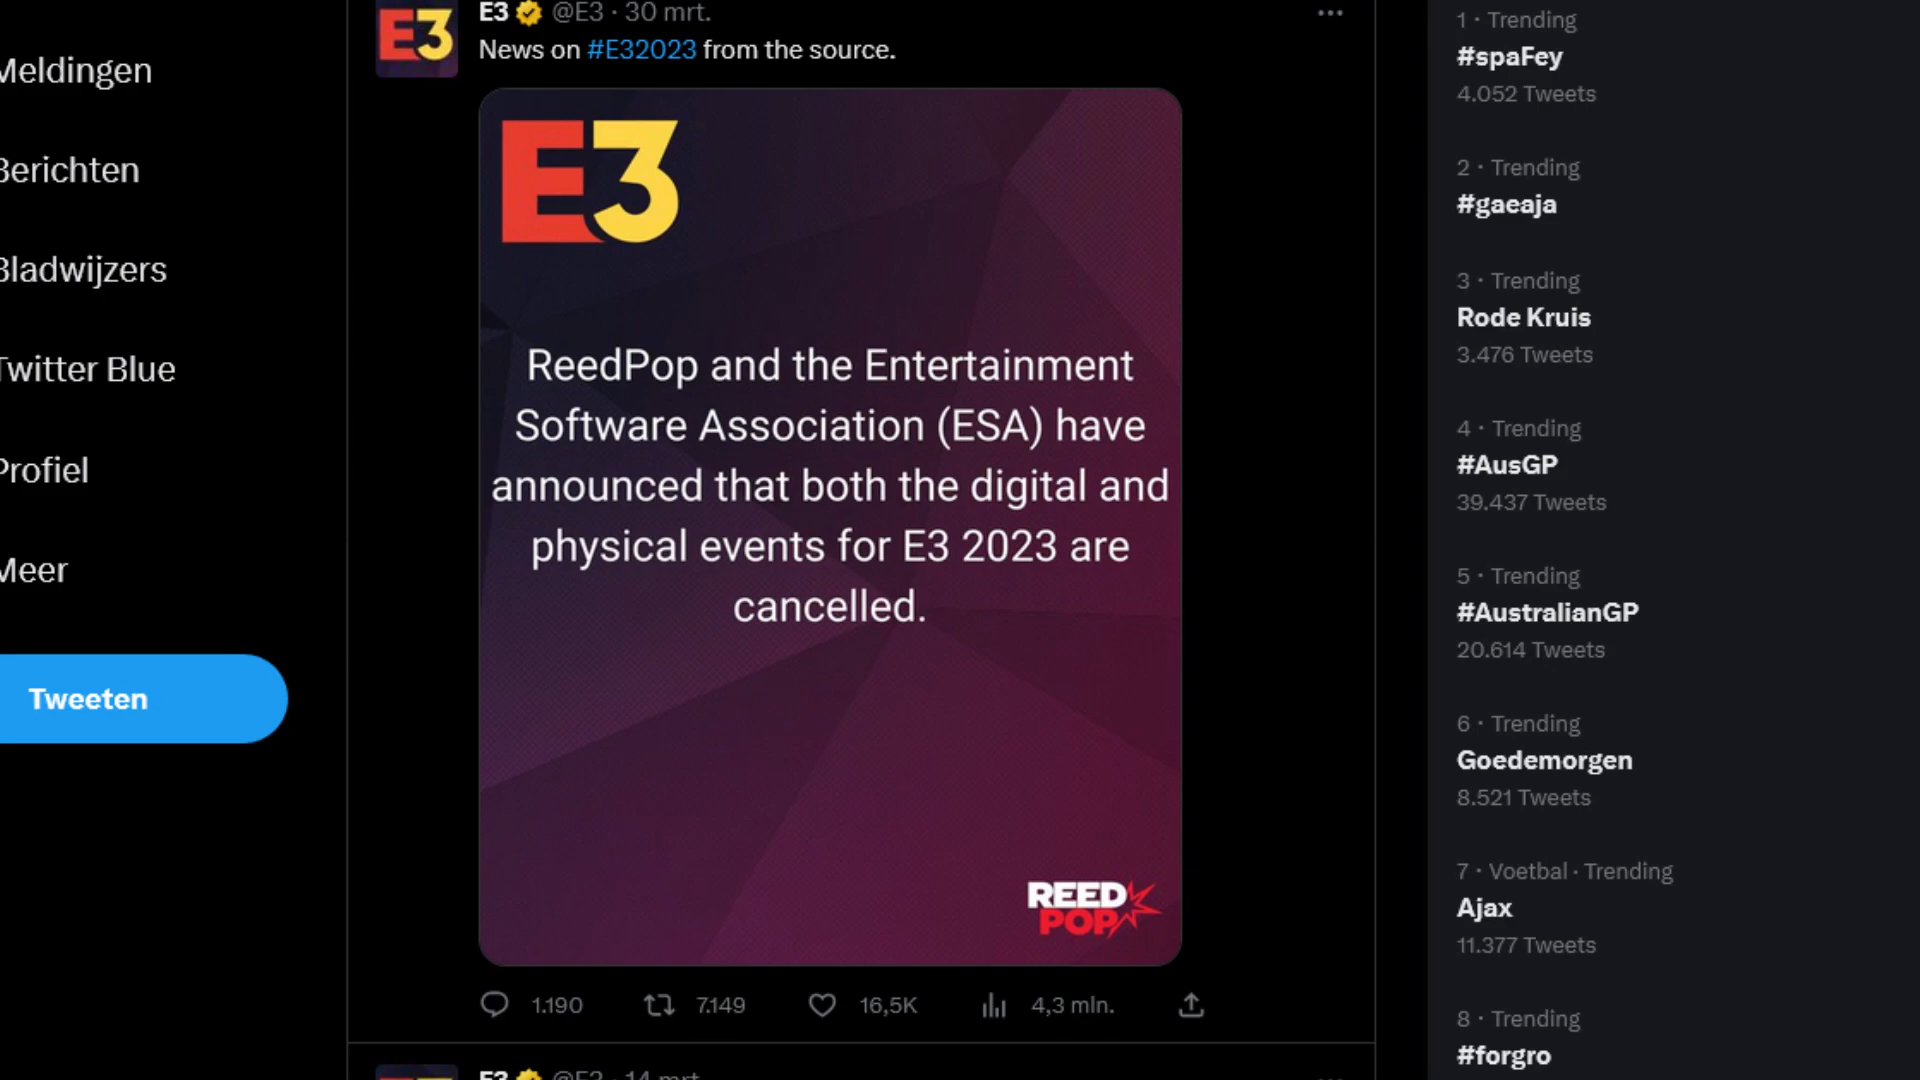 Meldingen
Berichten
Bladwijzers
Twitter Blue
Profiel
Meer
Tweeten
E3 @E3 · 30 mrt.
News on #E32023 from the source.
E3
ReedPop and the Entertainment
Software Association (ESA) have
announced that both the digital and
physical events for E3 2023 are
cancelled.
REED
POP
1.190 7.149 16,5K 4,3 mln.
E3 @E3 · 14 mrt.
1 · Trending
#spaFey
4.052 Tweets
2 · Trending
#gaeaja
3 · Trending
Rode Kruis
3.476 Tweets
4 · Trending
#AusGP
39.437 Tweets
5 · Trending
#AustralianGP
20.614 Tweets
6 · Trending
Goedemorgen
8.521 Tweets
7 · Voetbal · Trending
Ajax
11.377 Tweets
8 · Trending
#forgro